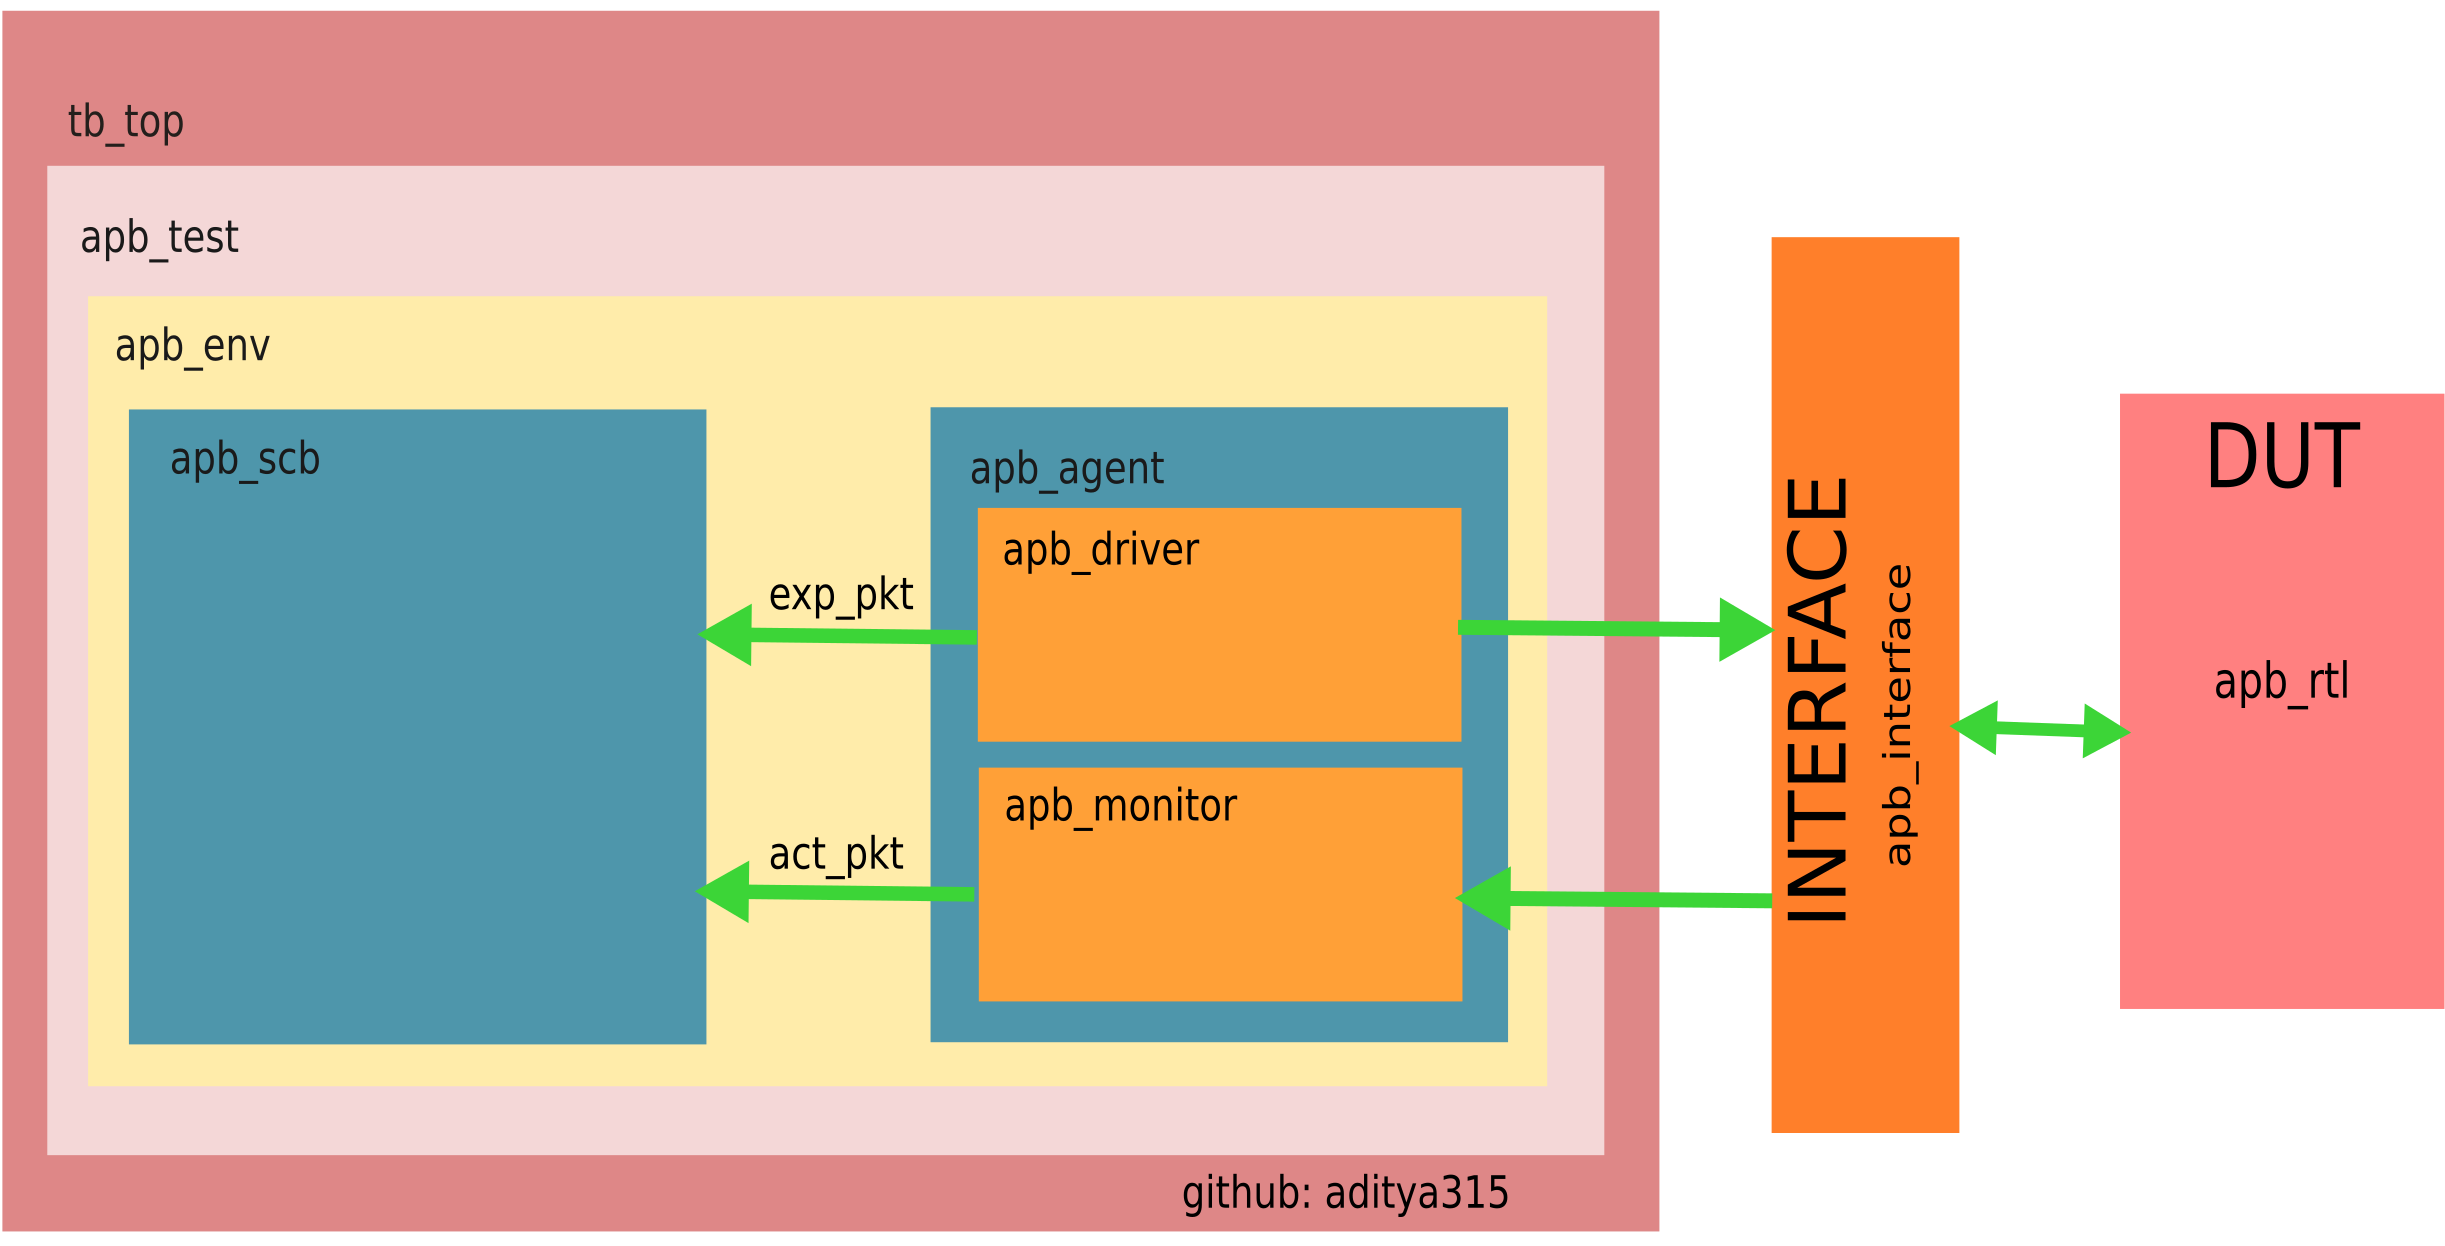 tb_top
apb_test
apb_env
apb_scb
apb_agent
apb_driver
exp_pkt
apb_monitor
act_pkt
INTERFACE
apb_interface
DUT
apb_rtl
github: aditya315